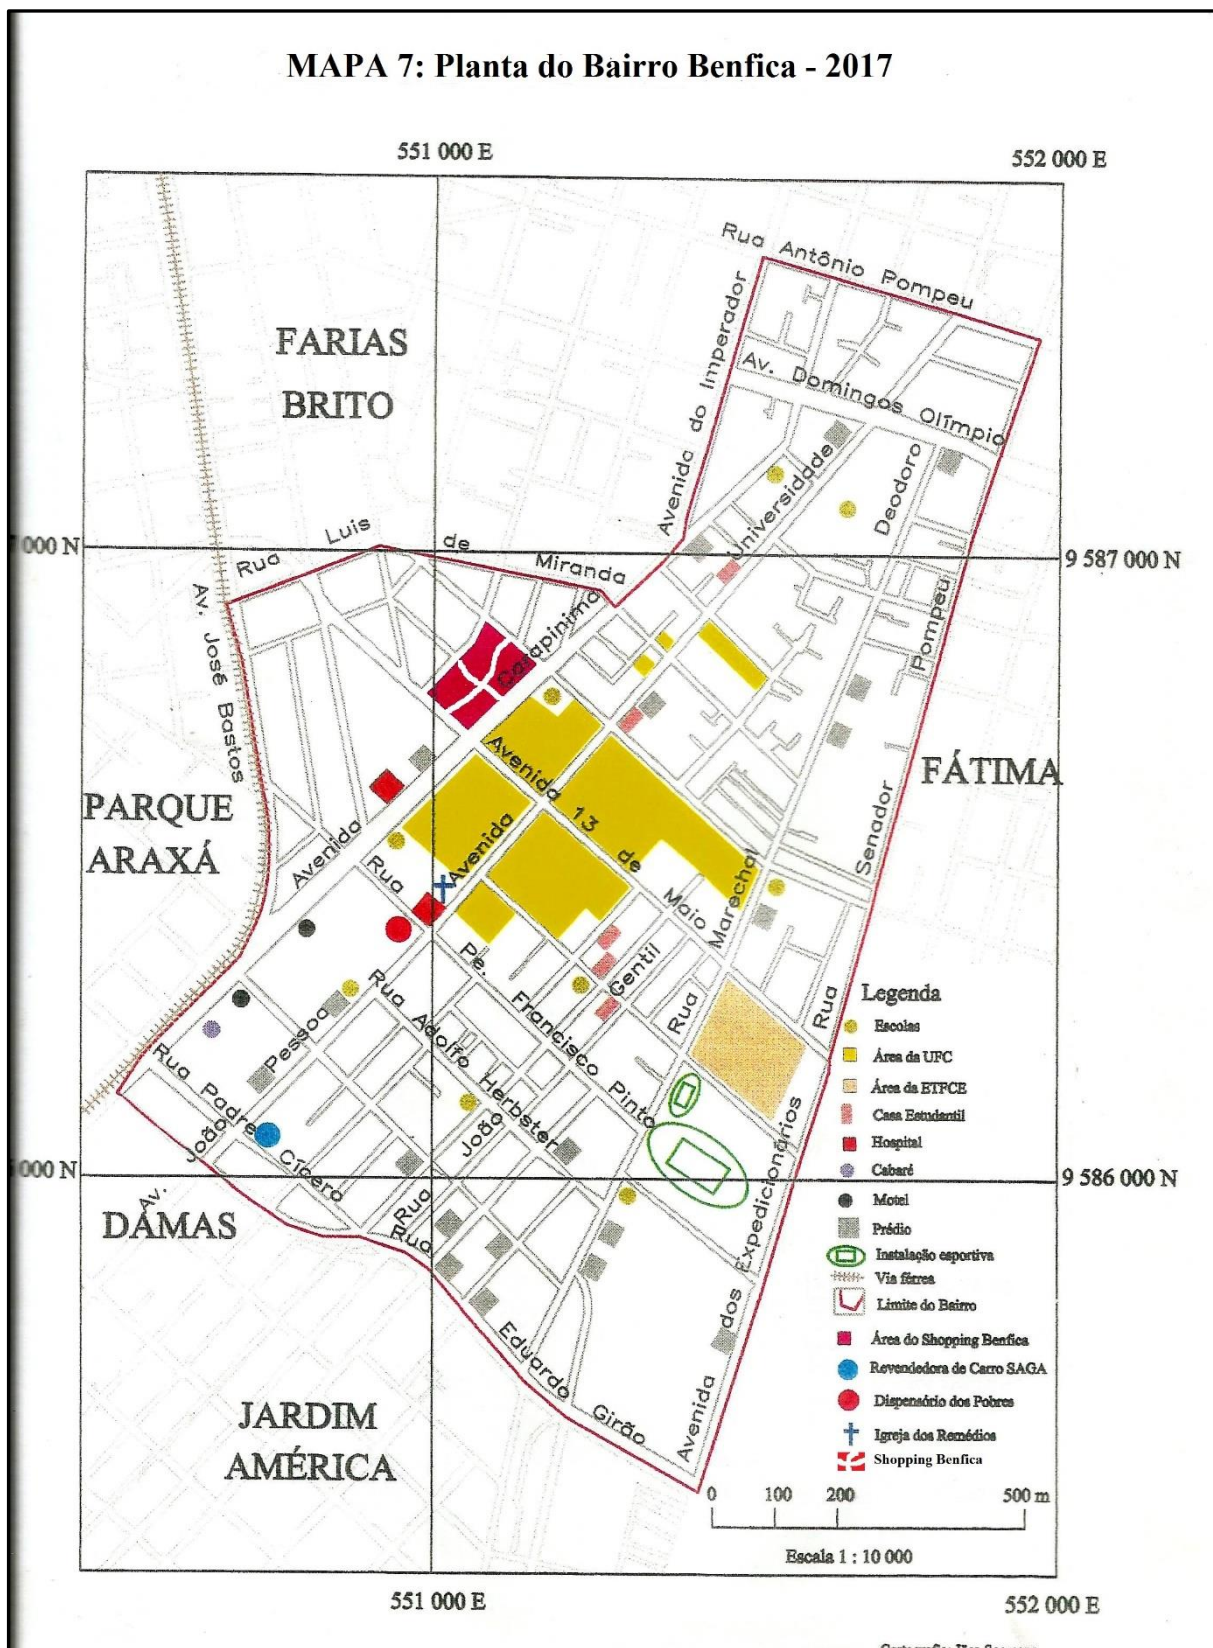 MAPA 7: Planta do Bairro Benfica - 2017
551 000 E
552 000 E
Rua Antônio Pompeu
FARIAS
BRITO
Avenida do Imperador
Av. Domingos Olímpio
Universidade
Deodoro
000 N
Rua Luis de Miranda
9 587 000 N
Av. José Bastos
Carapinima
Pompeu
Avenida 13 de Maio
FÁTIMA
PARQUE
ARAXÁ
Avenida
Avenida
Marechal
Senador
Rua Pe. Francisco Pinto
Gentil
Rua
Rua
Rua Adolfo Herbster
Pessoa
João
Rua Padre Cícero
João
Av.
Rua
Rua Eduardo Girão
Avenida dos Expedicionários
000 N
9 586 000 N
DAMAS
JARDIM
AMÉRICA
Legenda
Escolas
Área da UFC
Área da ETFCE
Casa Estudantil
Hospital
Cabaré
Motel
Prédio
Instalação esportiva
Via férrea
Limite do Bairro
Área do Shopping Benfica
Revendedora de Carro SAGA
Dispensório dos Pobres
Igreja dos Remédios
Shopping Benfica
0 100 200 500 m
Escala 1 : 10 000
551 000 E
552 000 E